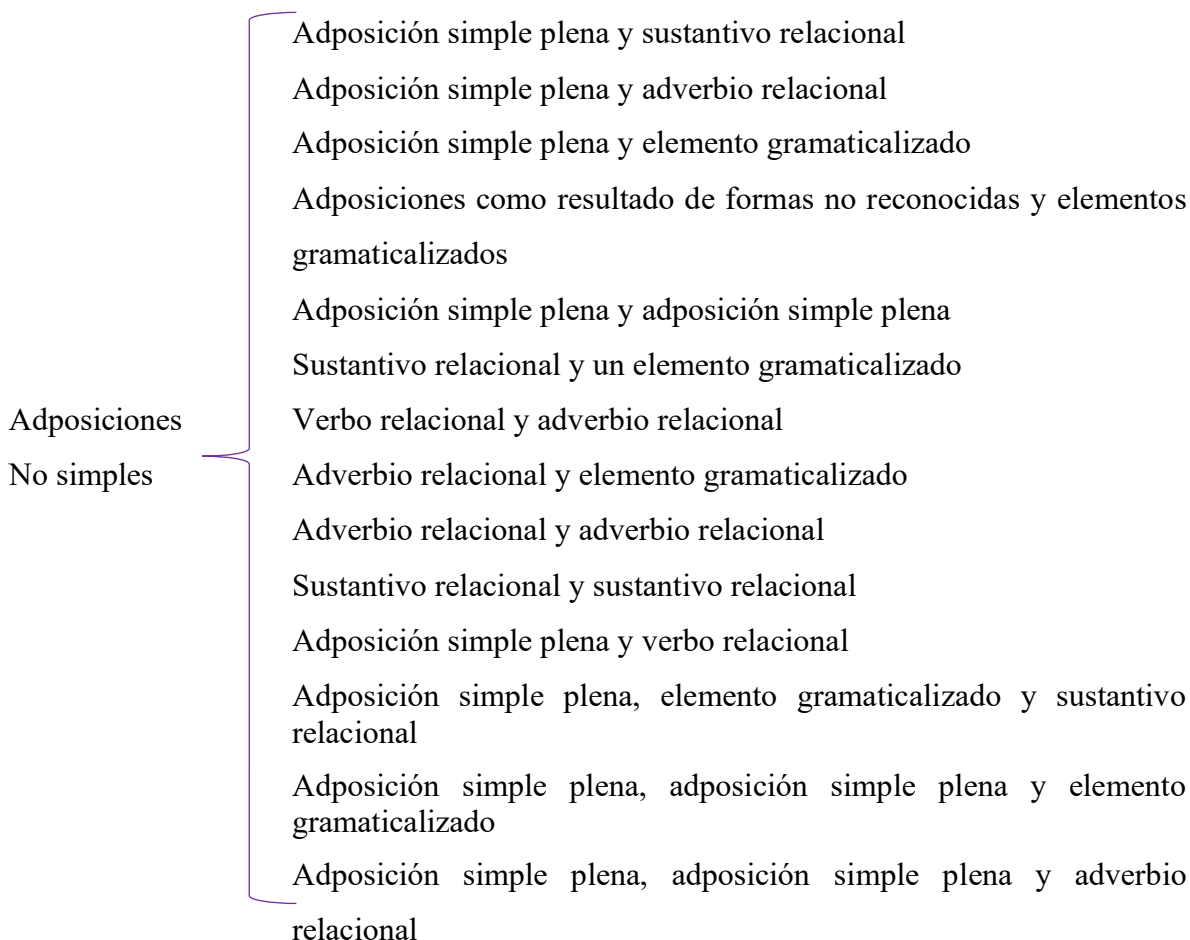 Adposición simple plena y sustantivo relacional
Adposición simple plena y adverbio relacional
Adposición simple plena y elemento gramaticalizado
Adposiciones como resultado de formas no reconocidas y elementos
gramaticalizados
Adposición simple plena y adposición simple plena
Sustantivo relacional y un elemento gramaticalizado
Adposiciones
Verbo relacional y adverbio relacional
No simples
Adverbio relacional y elemento gramaticalizado
Adverbio relacional y adverbio relacional
Sustantivo relacional y sustantivo relacional
Adposición simple plena y verbo relacional
Adposición simple plena, elemento gramaticalizado y sustantivo
relacional
Adposición simple plena, adposición simple plena y elemento
gramaticalizado
Adposición simple plena, adposición simple plena y adverbio
relacional